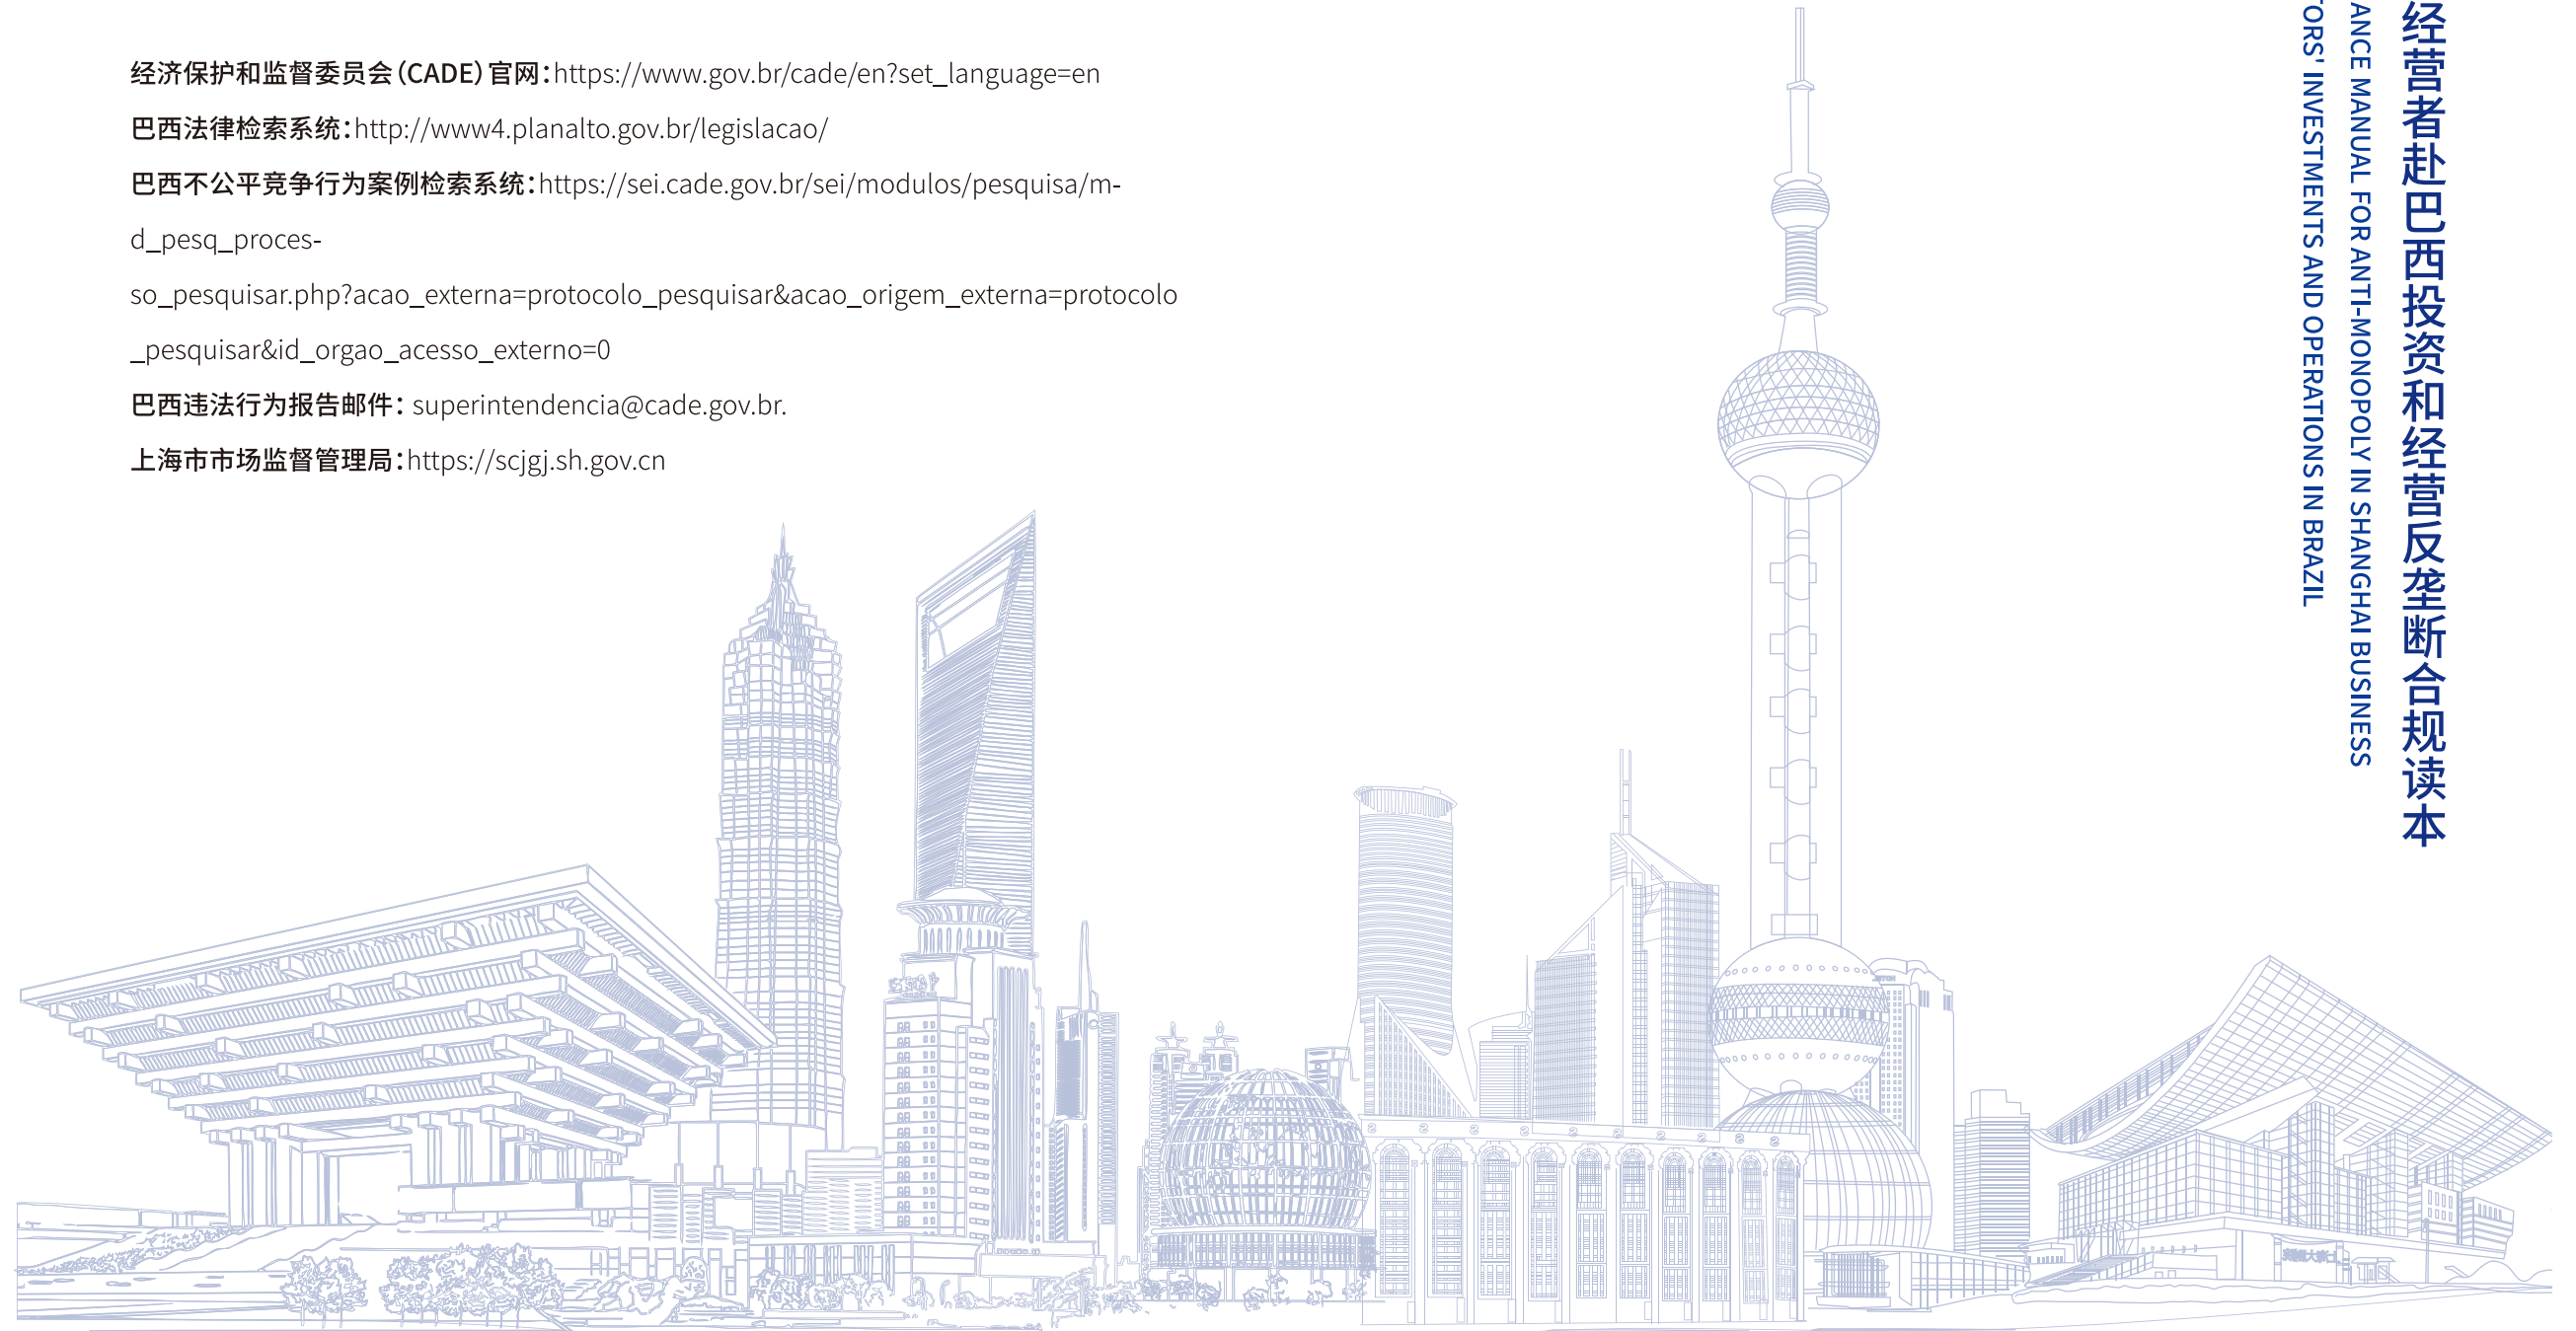 经济保护和监督委员会（CADE）官网：https://www.gov.br/cade/en?set_language=en
巴西法律检索系统：http://www4.planalto.gov.br/legislacao/
巴西不公平竞争行为案例检索系统：https://sei.cade.gov.br/sei/modulos/pesquisa/m-
d_pesq_proces-
so_pesquisar.php?acao_externa=protocolo_pesquisar&acao_origem_externa=protocolo
_pesquisar&id_orgao_acesso_externo=0
巴西违法行为报告邮件： superintendencia@cade.gov.br.
上海市市场监督管理局：https://scjgj.sh.gov.cn
经营者赴巴西投资和经营反垄断合规读本
ANCE MANUAL FOR ANTI-MONOPOLY IN SHANGHAI BUSINESS
TORS' INVESTMENTS AND OPERATIONS IN BRAZIL